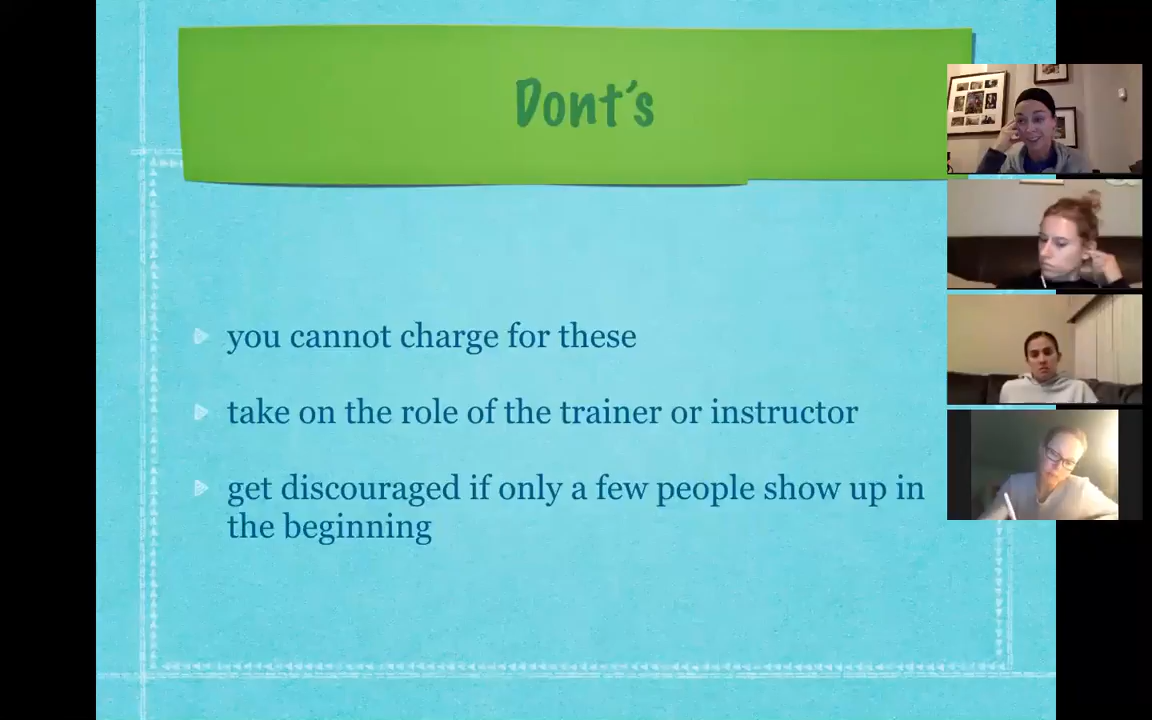 Dont's
you cannot charge for these
take on the role of the trainer or instructor
get discouraged if only a few people show up in
the beginning